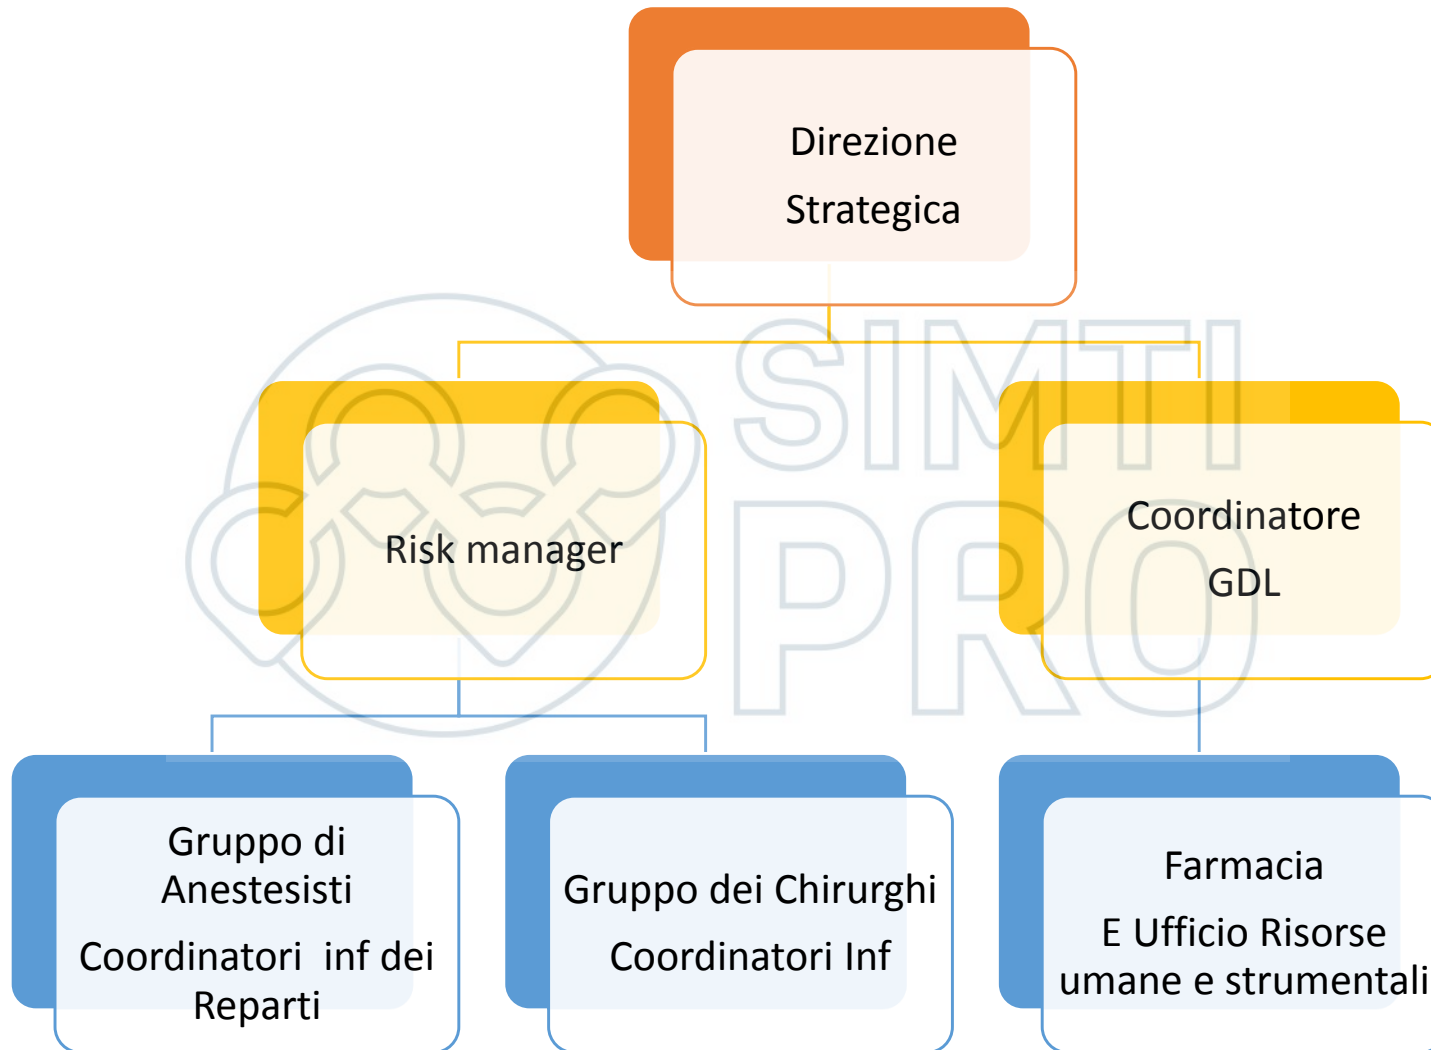 Direzione
Strategica
SIMTI
PRO
Risk manager
Coordinatore
GDL
Gruppo di
Anestesisti
Coordinatori inf dei
Reparti
Gruppo dei Chirurghi
Coordinatori Inf
Farmacia
E Ufficio Risorse
umane e strumentali